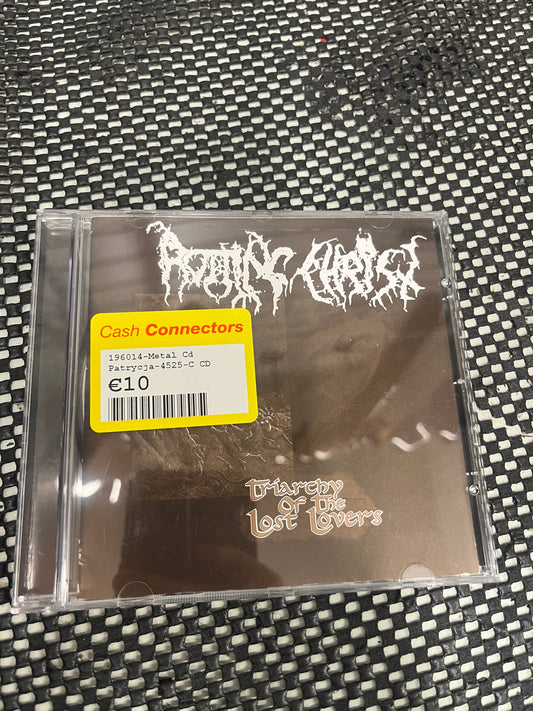 Rotting Christ
Cash Connectors
196014-Metal Cd
Patrycja-4525-C CD
€10
Triarchy
Of the
Lost Lovers